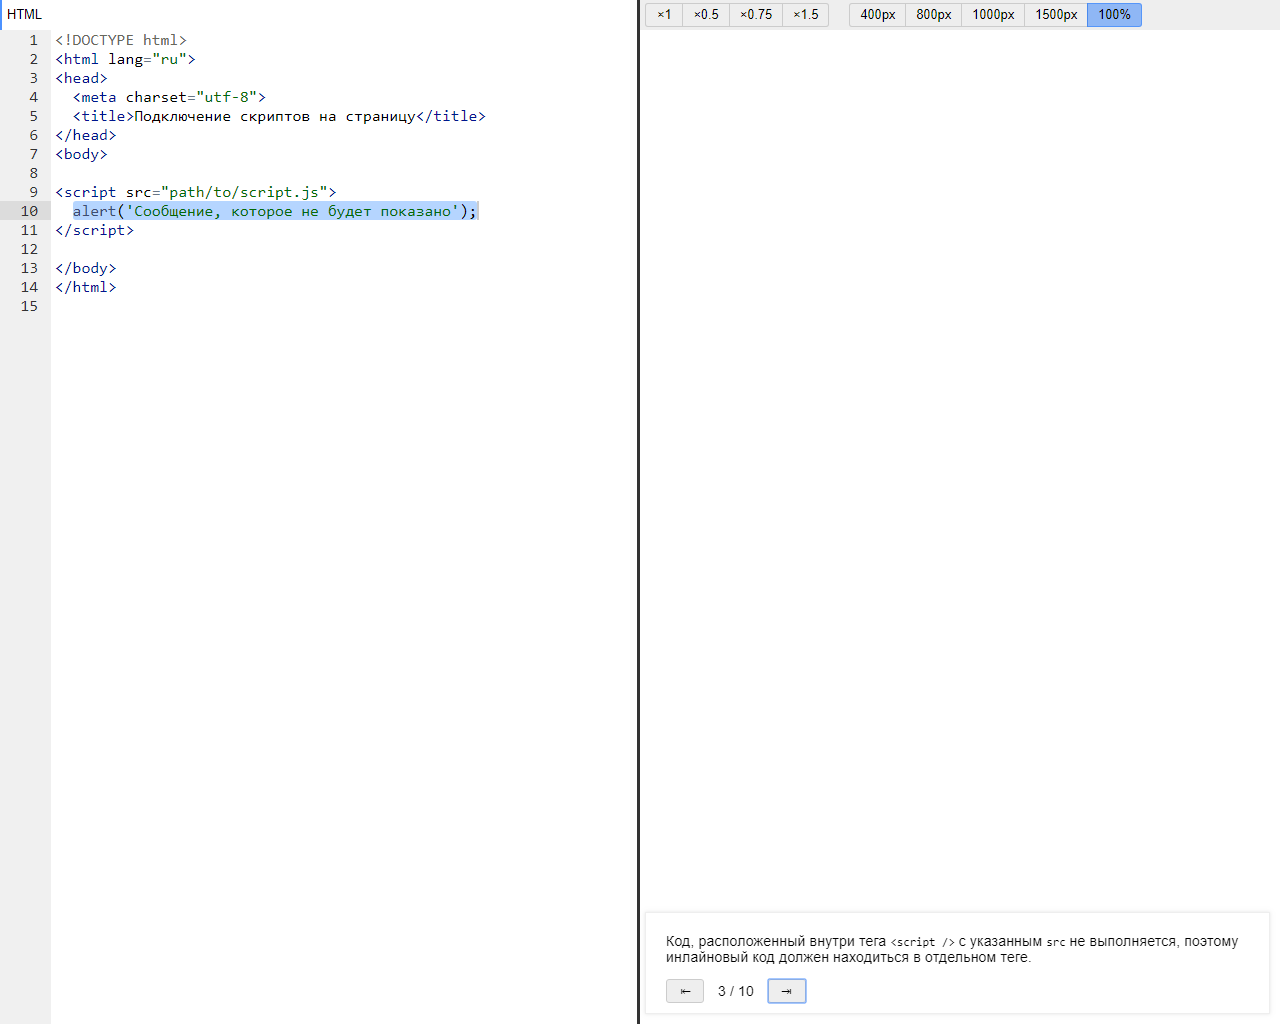 HTML
×1 ×0.5 ×0.75 ×1.5 400px 800px 1000px 1500px 100%
1 <!DOCTYPE html>
2 <html lang="ru">
3 <head>
4 <meta charset="utf-8">
5 <title>Подключение скриптов на страницу</title>
6 </head>
7 <body>
8
9 <script src="path/to/script.js">
10 alert('Сообщение, которое не будет показано');
11 </script>
12
13 </body>
14 </html>
15
Код, расположенный внутри тега <script /> с указанным src не выполняется, поэтому
инлайновый код должен находиться в отдельном теге.
⇤ 3 / 10 ⇥